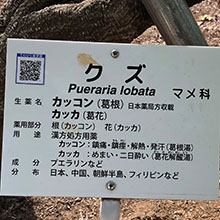 クズ
Pueraria lobata
マメ科
生薬名 カッコン(葛根)日本薬局方収載
カッカ(葛花)
薬用部分 根(カッコン) 花(カッカ)
用途 漢方処方用薬
カッコン:鎮痛・鎮痙・解熱・発汗(葛根湯)
カッカ:めまい・二日酔い(葛花解酲湯)
成分 プエラリンなど
分布 日本、中国、朝鮮半島、フィリピンなど